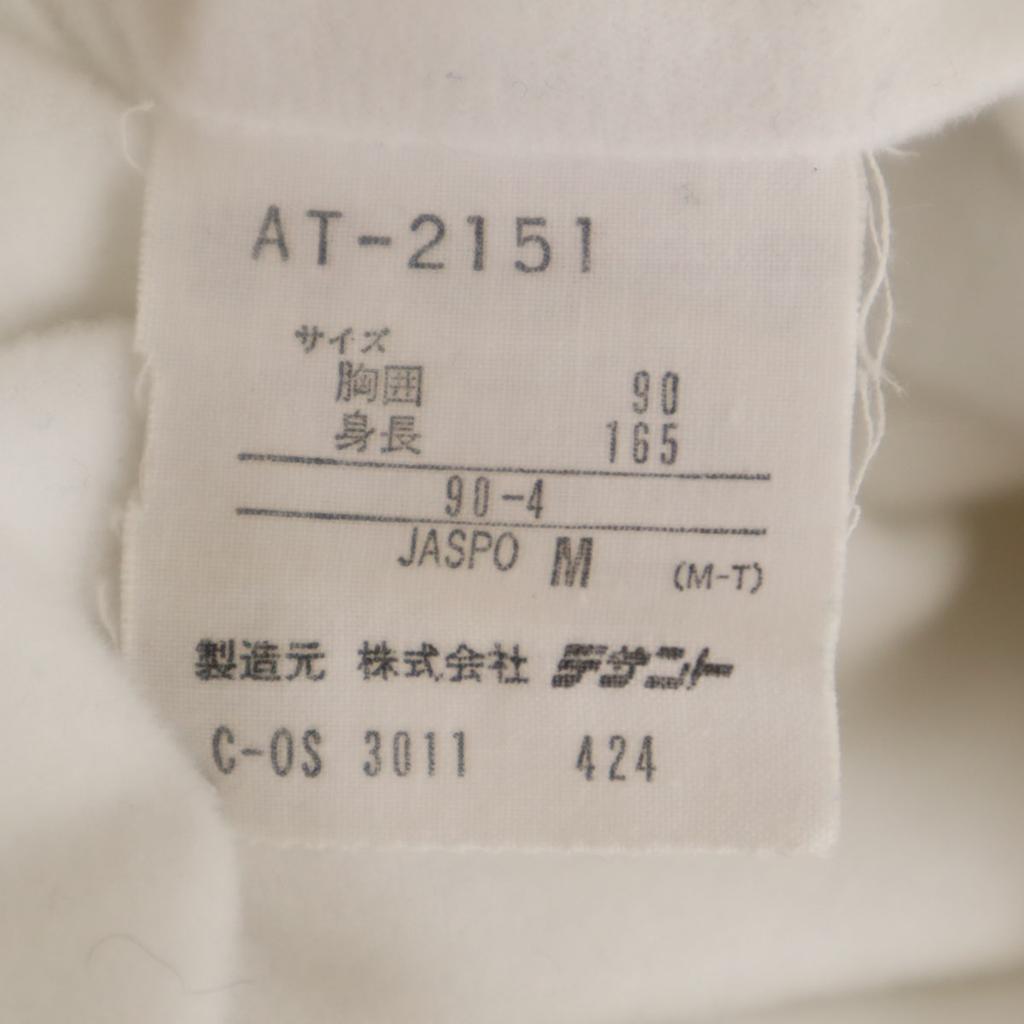 AT-2151
サイズ
胸囲 90
身長 165
90-4
JASPO M (M-T)
製造元 株式会社 デサント
C-OS 3011 424